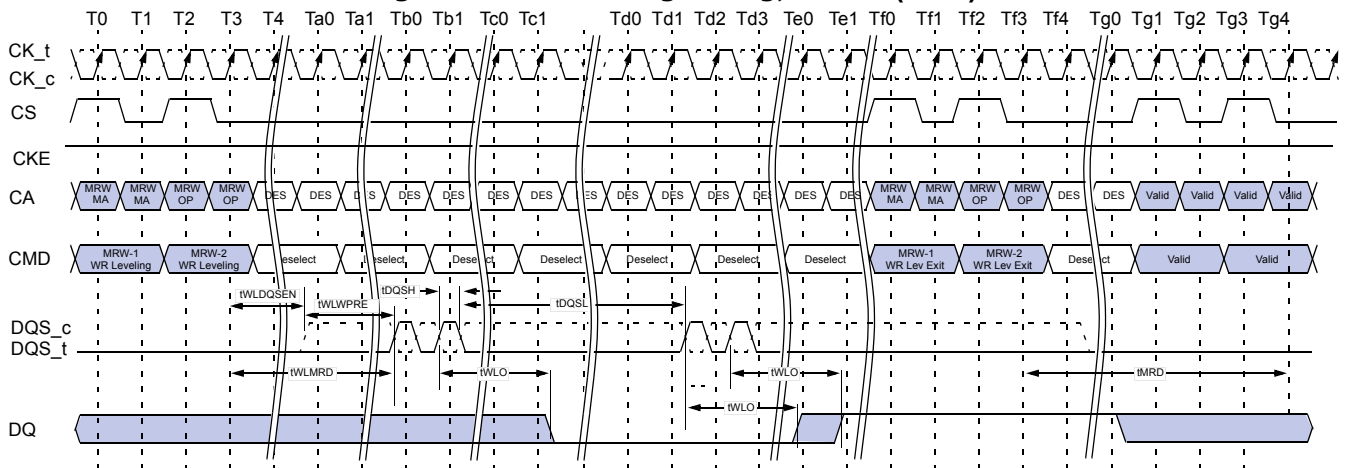 T0 T1 T2 T3 T4 Ta0 Ta1 Tb0 Tb1 Tc0 Tc1 Td0 Td1 Td2 Td3 Te0 Te1 Tf0 Tf1 Tf2 Tf3 Tf4 Tg0 Tg1 Tg2 Tg3 Tg4
CK_t
CK_c
CS
CKE
CA
MRW MA
MRW MA
MRW OP
MRW OP
DES DES DES DES DES DES DES DES DES DES DES DES DES DES
MRW MA
MRW MA
MRW OP
MRW OP
DES DES Valid Valid Valid Valid
CMD
MRW-1 WR Leveling
MRW-2 WR Leveling
Deselect Deselect Deselect Deselect Deselect Deselect Deselect
MRW-1 WR Lev Exit
MRW-2 WR Lev Exit
Deselect Valid Valid
tWLDQSEN tWLWPRE tDQSH tDQSL
DQS_c
DQS_t
tWLMRD tWLO tWLO tMRD
tWLO
DQ